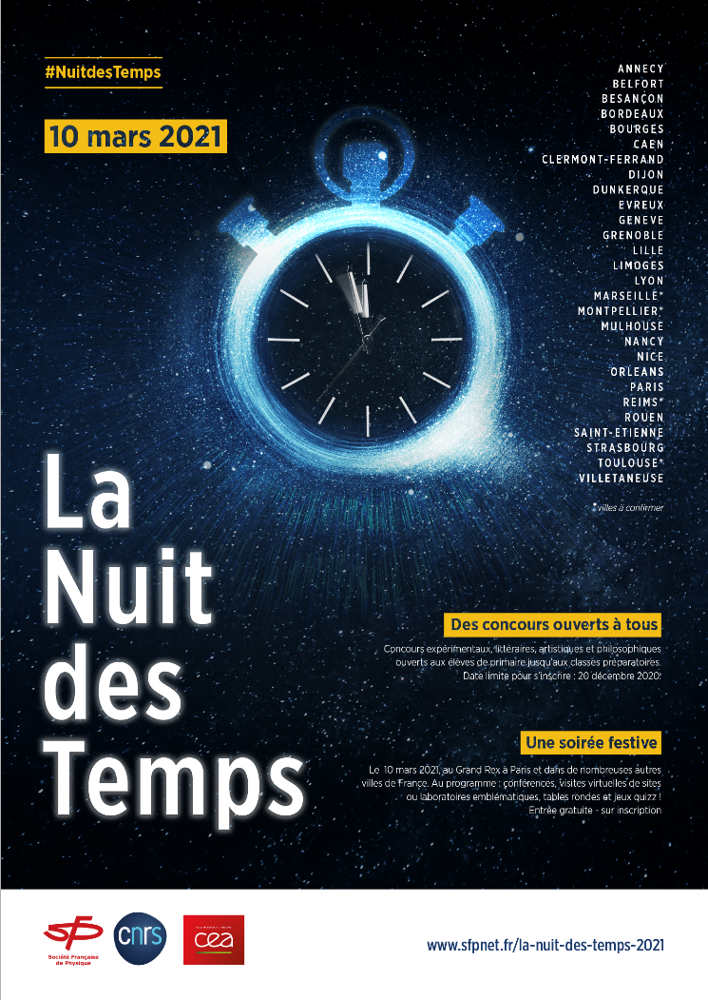 #NuitdesTemps
10 mars 2021
ANNECY
BELFORT
BESANÇON
BORDEAUX
BOURGES
CAEN
CLERMONT-FERRAND
DIJON
DUNKERQUE
EVREUX
GENEVE
GRENOBLE
LILLE
LIMOGES
LYON
MARSEILLE*
MONTPELLIER*
MULHOUSE
NANCY
NICE
ORLEANS
PARIS
REIMS*
ROUEN
SAINT-ETIENNE
STRASBOURG
TOULOUSE*
VILLETANEUSE
*villes à confirmer
La
Nuit
des
Temps
Des concours ouverts à tous
Concours expérimentaux, littéraires, artistiques et philosophiques
ouverts aux élèves de primaire jusqu'aux classes préparatoires.
Date limite pour s'inscrire : 20 décembre 2020.
Une soirée festive
Le 10 mars 2021, au Grand Rex à Paris et dans de nombreuses autres
villes de France. Au programme : conférences, visites virtuelles de sites
ou laboratoires emblématiques, tables rondes et jeux quizz !
Entrée gratuite - sur inscription
sfp
Société Française
de Physique
cnrs
cea
www.sfpnet.fr/la-nuit-des-temps-2021